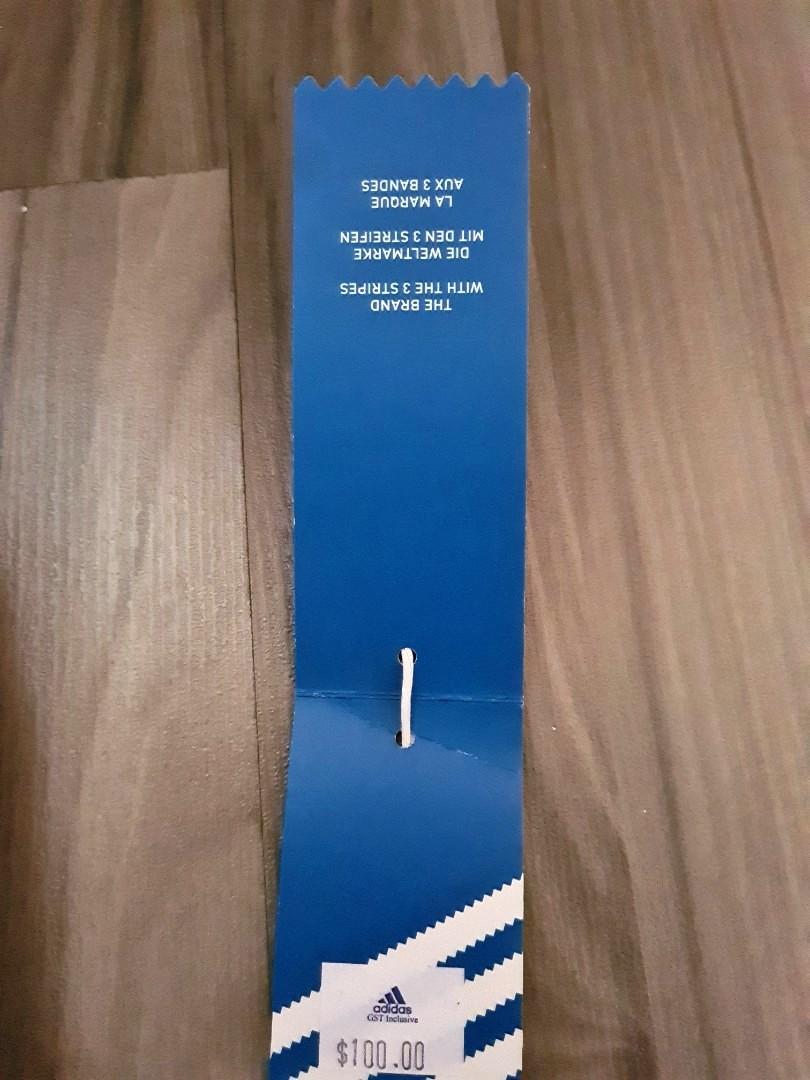 THE BRAND
WITH THE 3 STRIPES
DIE WELTMARKE
MIT DEN 3 STREIFEN
LA MARQUE
AUX 3 BANDES
adidas
GST Inclusive
$100.00